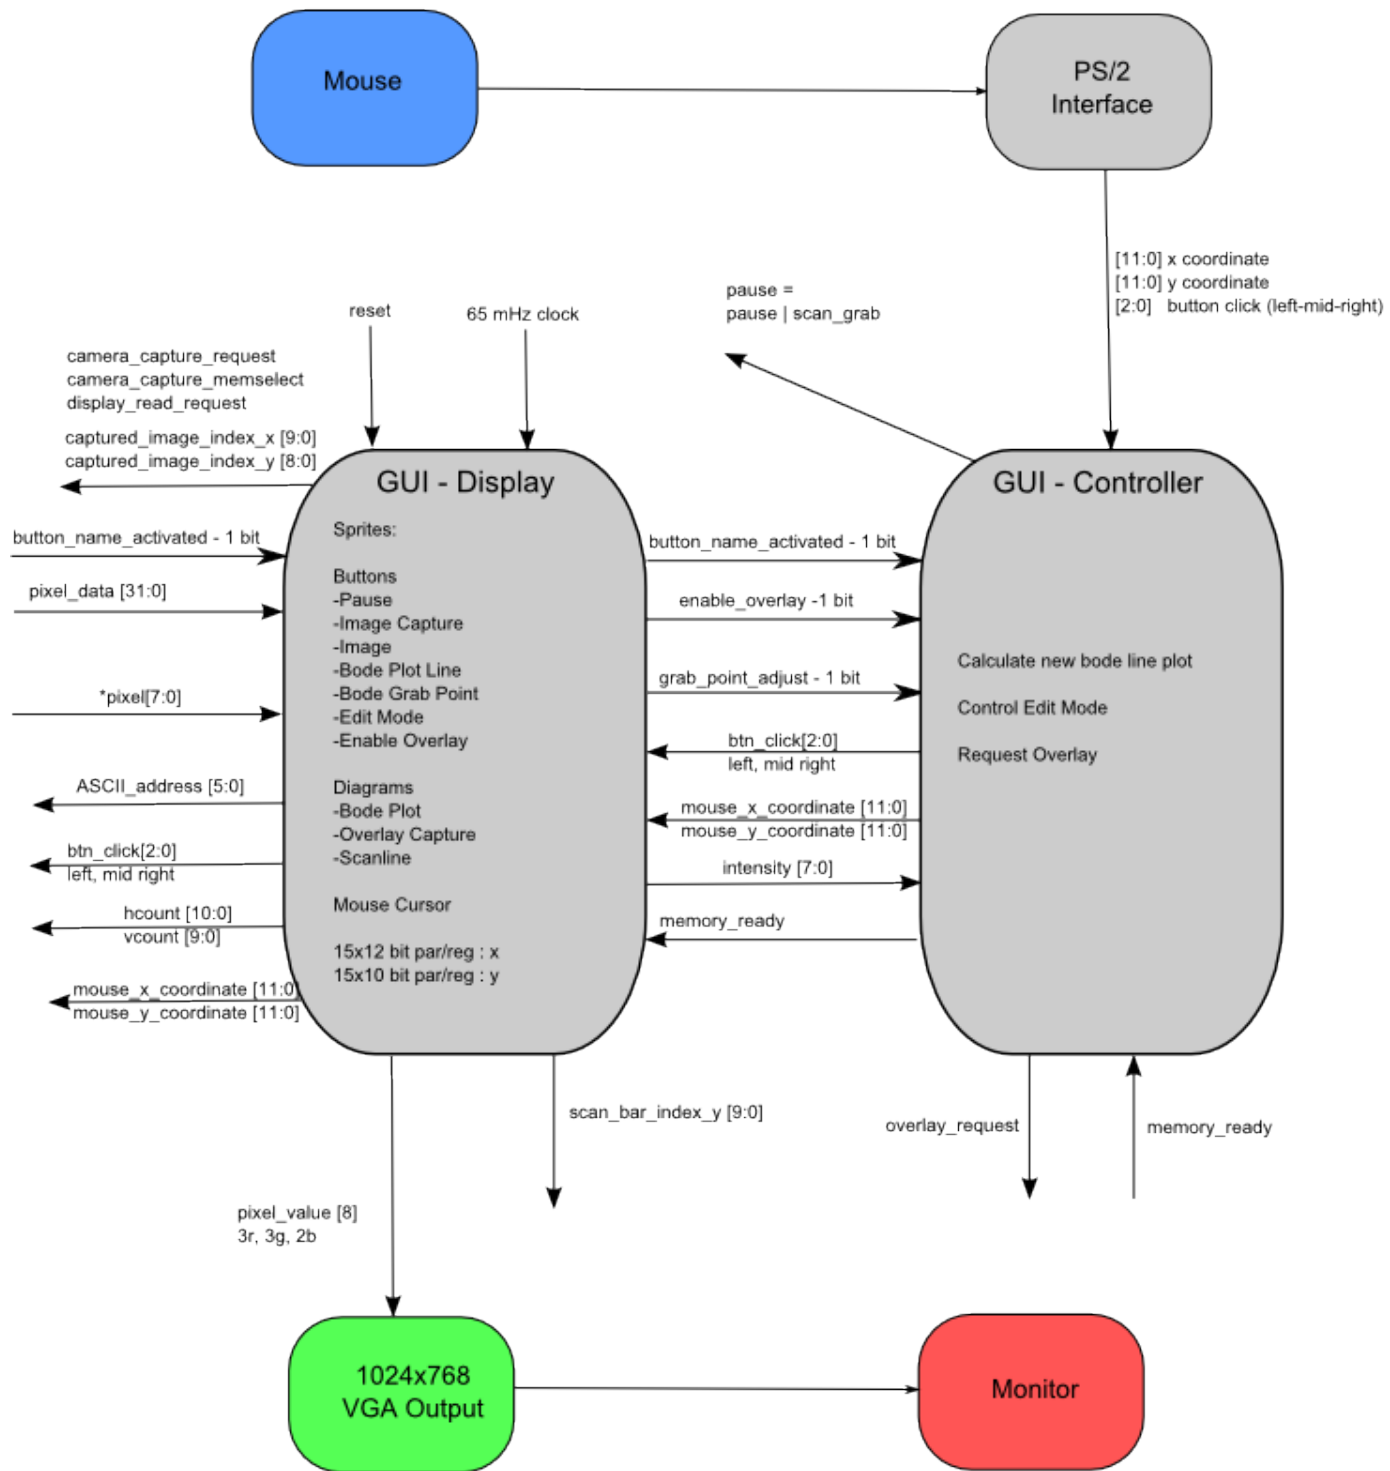 Mouse
PS/2
Interface
[11:0] x coordinate
[11:0] y coordinate
[2:0] button click (left-mid-right)
pause =
pause | scan_grab
reset
65 mHz clock
camera_capture_request
camera_capture_memselect
display_read_request
captured_image_index_x [9:0]
captured_image_index_y [8:0]
button_name_activated - 1 bit
pixel_data [31:0]
*pixel[7:0]
ASCII_address [5:0]
btn_click[2:0]
left, mid right
hcount [10:0]
vcount [9:0]
mouse_x_coordinate [11:0]
mouse_y_coordinate [11:0]
GUI - Display
Sprites:
Buttons
-Pause
-Image Capture
-Image
-Bode Plot Line
-Bode Grab Point
-Edit Mode
-Enable Overlay
Diagrams
-Bode Plot
-Overlay Capture
-Scanline
Mouse Cursor
15x12 bit par/reg : x
15x10 bit par/reg : y
button_name_activated - 1 bit
enable_overlay -1 bit
grab_point_adjust - 1 bit
btn_click[2:0]
left, mid right
mouse_x_coordinate [11:0]
mouse_y_coordinate [11:0]
intensity [7:0]
memory_ready
GUI - Controller
Calculate new bode line plot
Control Edit Mode
Request Overlay
scan_bar_index_y [9:0]
overlay_request
memory_ready
pixel_value [8]
3r, 3g, 2b
1024x768
VGA Output
Monitor